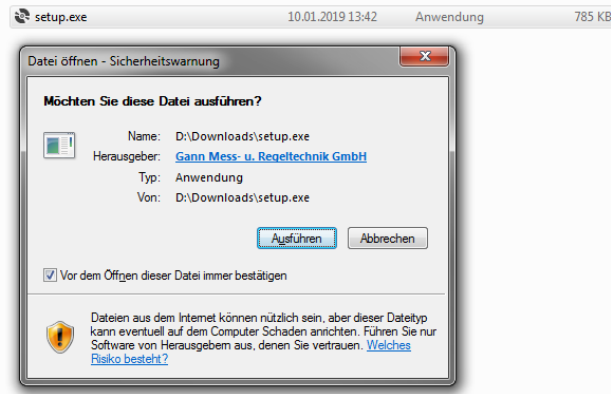 setup.exe 10.01.2019 13:42 Anwendung 785 KB
Datei öffnen - Sicherheitswarnung
Möchten Sie diese Datei ausführen?
Name: D:\Downloads\setup.exe
Herausgeber: Gann Mess- u. Regeltechnik GmbH
Typ: Anwendung
Von: D:\Downloads\setup.exe
Ausführen Abbrechen
Vor dem Öffnen dieser Datei immer bestätigen
Dateien aus dem Internet können nützlich sein, aber dieser Dateityp
kann eventuell auf dem Computer Schaden anrichten. Führen Sie nur
Software von Herausgebern aus, denen Sie vertrauen. Welches
Risiko besteht?